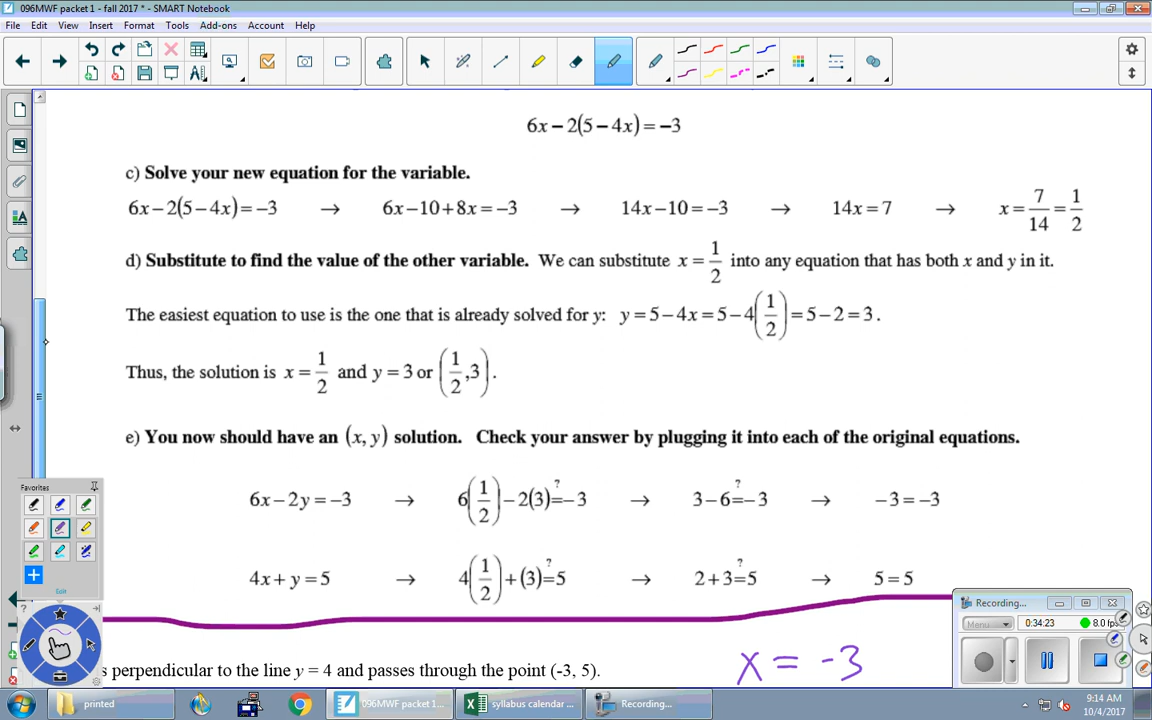 096MWF packet 1 - fall 2017 * - SMART Notebook
File Edit View Insert Format Tools Add-ons Account Help
6x – 2(5 – 4x) = –3
c) Solve your new equation for the variable.
6x – 2(5 – 4x) = –3 → 6x – 10 + 8x = –3 → 14x – 10 = –3 → 14x = 7 → x = 7/14 = 1/2
d) Substitute to find the value of the other variable. We can substitute x = 1/2 into any equation that has both x and y in it.
The easiest equation to use is the one that is already solved for y: y = 5 – 4x = 5 – 4(1/2) = 5 – 2 = 3.
Thus, the solution is x = 1/2 and y = 3 or (1/2, 3).
e) You now should have an (x, y) solution. Check your answer by plugging it into each of the original equations.
Favorites
6x – 2y = –3 → 6(1/2) – 2(3) ?= –3 → 3 – 6 ?= –3 → –3 = –3
4x + y = 5 → 4(1/2) + (3) ?= 5 → 2 + 3 ?= 5 → 5 = 5
Edit
Recording...
Menu 0:34:23 8.0 fps
s perpendicular to the line y = 4 and passes through the point (-3, 5).
x = -3
printed 096MWF packet 1... syllabus calendar ... Recording... 9:14 AM
10/4/2017